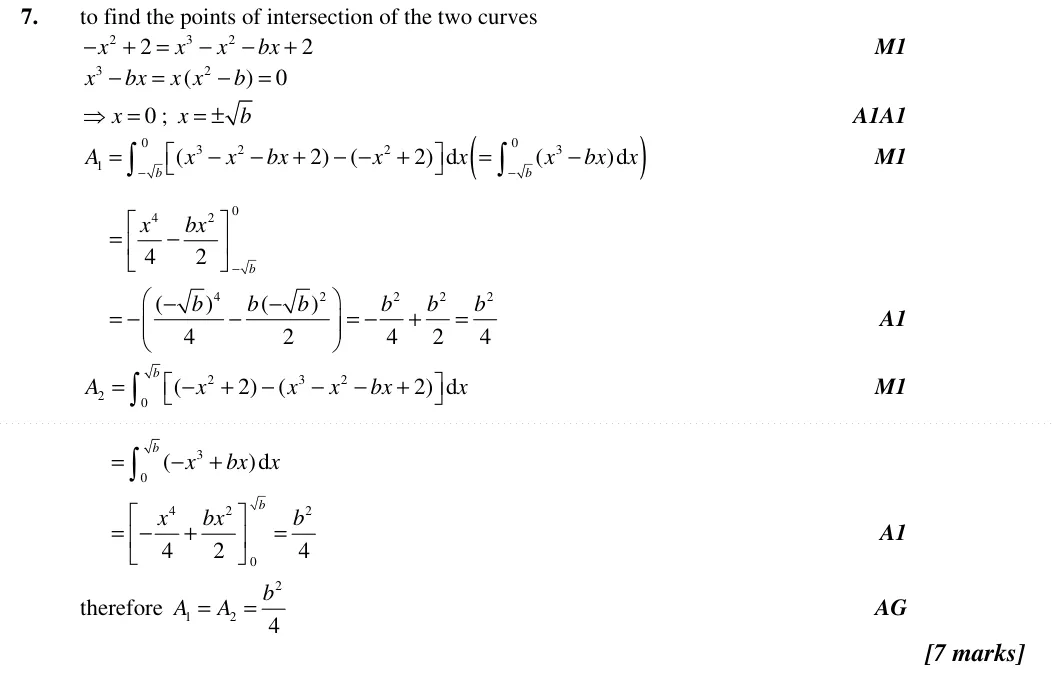 7. to find the points of intersection of the two curves
−x² + 2 = x³ − x² − bx + 2 M1
x³ − bx = x(x² − b) = 0
⇒ x = 0 ; x = ±√b A1A1
A₁ = ∫_{−√b}^{0} [(x³ − x² − bx + 2) − (−x² + 2)] dx (= ∫_{−√b}^{0} (x³ − bx) dx) M1
= [x⁴/4 − bx²/2]_{−√b}^{0}
= −((−√b)⁴/4 − b(−√b)²/2) = −b²/4 + b²/2 = b²/4 A1
A₂ = ∫_{0}^{√b} [(−x² + 2) − (x³ − x² − bx + 2)] dx M1
= ∫_{0}^{√b} (−x³ + bx) dx
= [−x⁴/4 + bx²/2]_{0}^{√b} = b²/4 A1
therefore A₁ = A₂ = b²/4 AG
[7 marks]